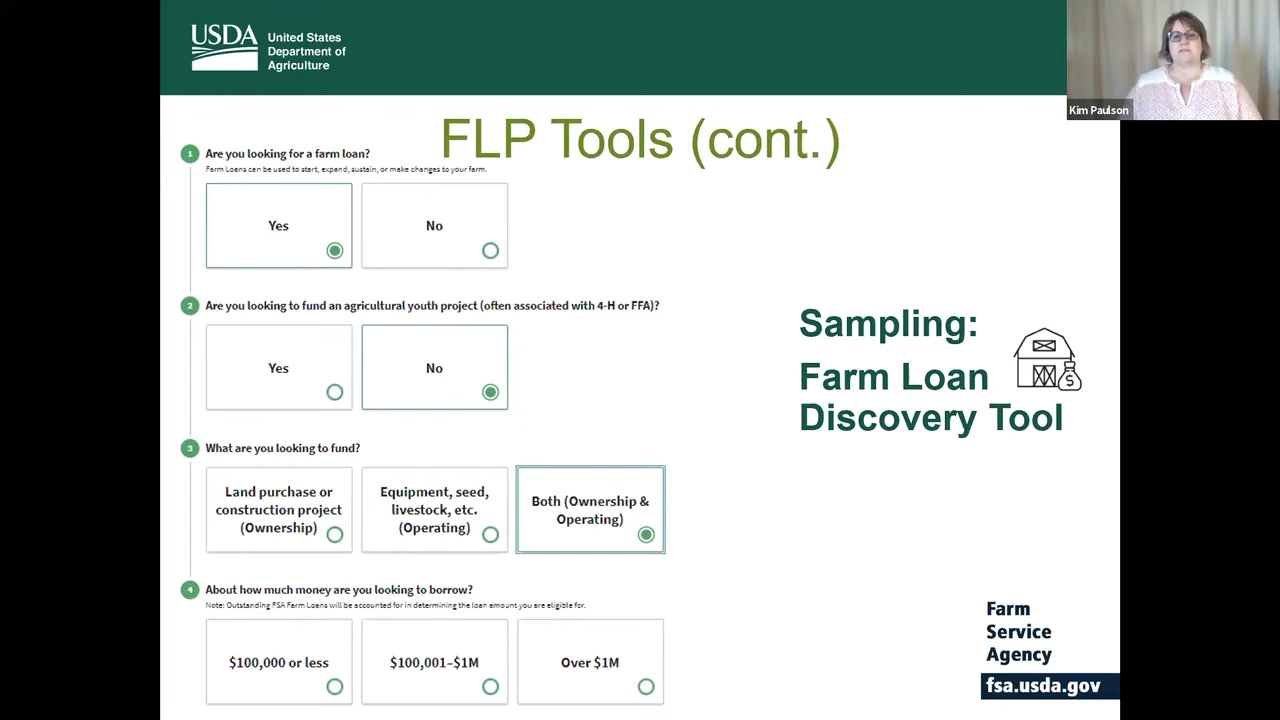 USDA
United States
Department of
Agriculture
Kim Paulson
FLP Tools (cont.)
1
Are you looking for a farm loan?
Farm Loans can be used to start, expand, sustain, or make changes to your farm.
Yes
No
2
Are you looking to fund an agricultural youth project (often associated with 4-H or FFA)?
Yes
No
3
What are you looking to fund?
Land purchase or
construction project
(Ownership)
Equipment, seed,
livestock, etc.
(Operating)
Both (Ownership &
Operating)
4
About how much money are you looking to borrow?
Note: Outstanding FSA Farm Loans will be accounted for in determining the loan amount you are eligible for.
$100,000 or less
$100,001–$1M
Over $1M
Sampling:
Farm Loan
Discovery Tool
$
Farm
Service
Agency
fsa.usda.gov